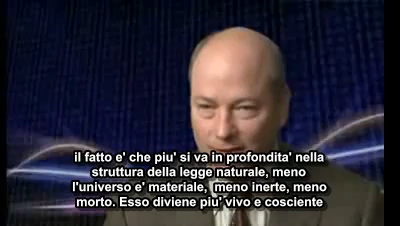 il fatto e' che piu' si va in profondita' nella
struttura della legge naturale, meno
l'universo e' materiale,  meno inerte, meno
morto. Esso diviene piu' vivo e cosciente